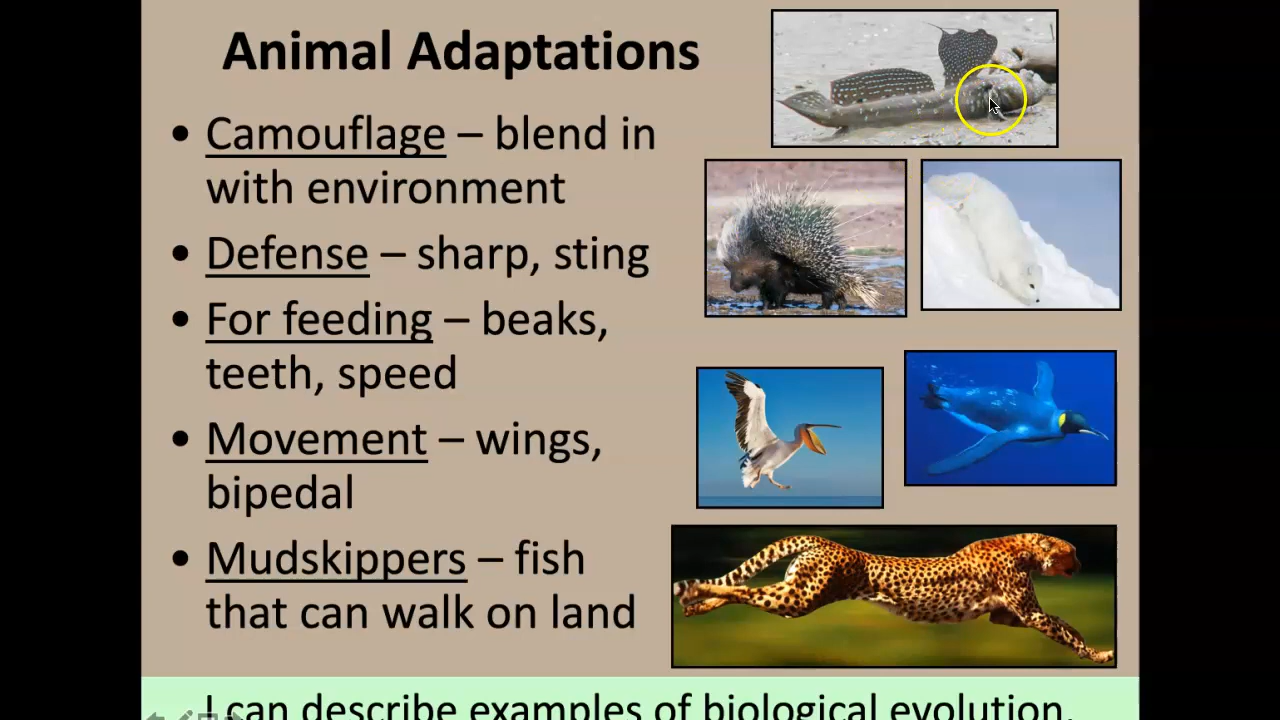 Animal Adaptations
• Camouflage – blend in
with environment
• Defense – sharp, sting
• For feeding – beaks,
teeth, speed
• Movement – wings,
bipedal
• Mudskippers – fish
that can walk on land
I can describe examples of biological evolution.